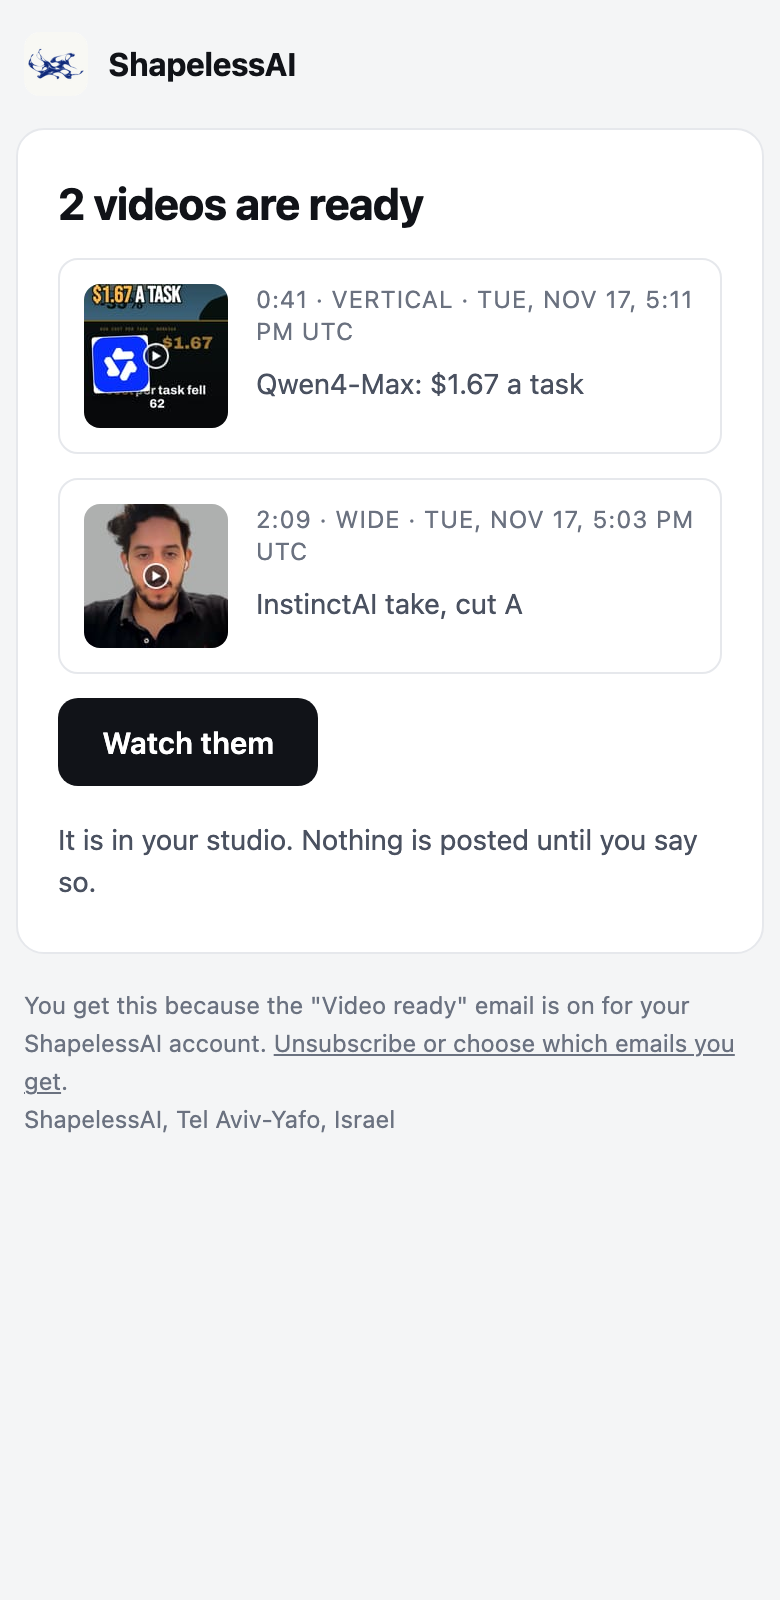 ShapelessAI
2 videos are ready
$1.67 A TASK
$1.67
per task fell
62
0:41 · VERTICAL · TUE, NOV 17, 5:11
PM UTC
Qwen4-Max: $1.67 a task
2:09 · WIDE · TUE, NOV 17, 5:03 PM
UTC
InstinctAI take, cut A
Watch them
It is in your studio. Nothing is posted until you say
so.
You get this because the "Video ready" email is on for your
ShapelessAI account. Unsubscribe or choose which emails you
get.
ShapelessAI, Tel Aviv-Yafo, Israel